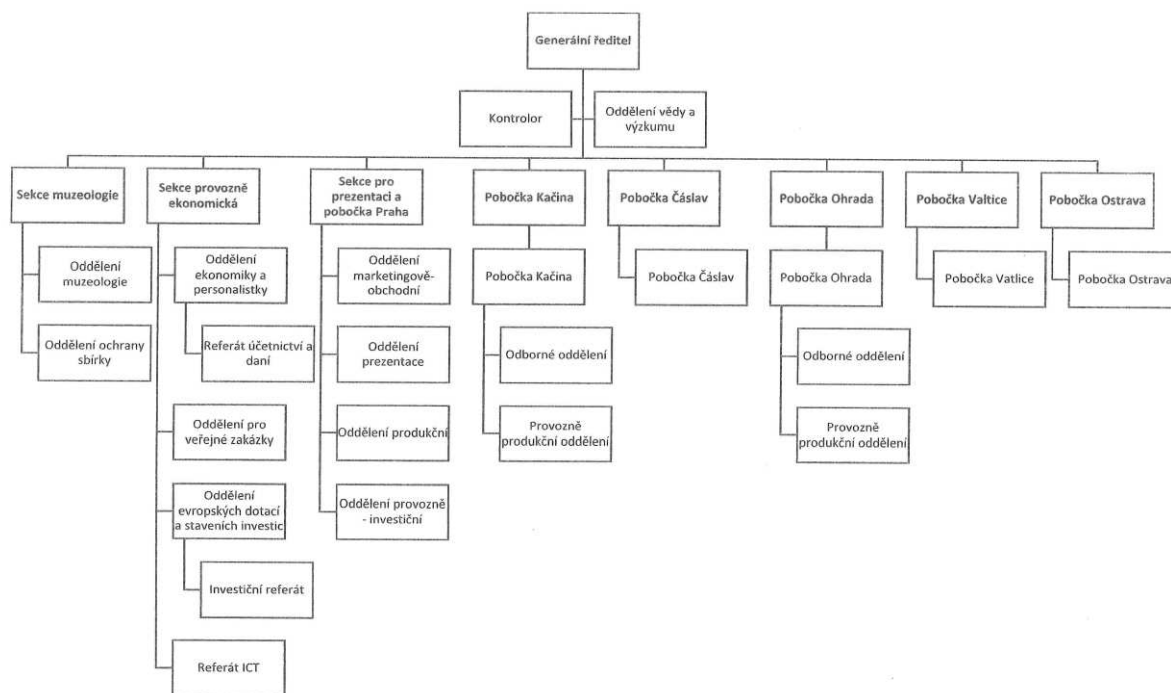 Generální ředitel
Kontrolor
Oddělení vědy a
výzkumu
Sekce muzeologie
Sekce provozně
ekonomická
Sekce pro
prezentaci a
pobočka Praha
Pobočka Kačina
Pobočka Čáslav
Pobočka Ohrada
Pobočka Valtice
Pobočka Ostrava
Oddělení
muzeologie
Oddělení
ekonomiky a
personalistky
Oddělení
marketingově-
obchodní
Pobočka Kačina
Pobočka Čáslav
Pobočka Ohrada
Pobočka Vatlice
Pobočka Ostrava
Oddělení ochrany
sbírky
Referát účetnictví a
daní
Oddělení
prezentace
Odborné oddělení
Odborné oddělení
Oddělení pro
veřejné zakázky
Oddělení produkční
Provozně
produkční oddělení
Provozně
produkční oddělení
Oddělení
evropských dotací
a staveních investic
Oddělení provozně
- investiční
Investiční referát
Referát ICT